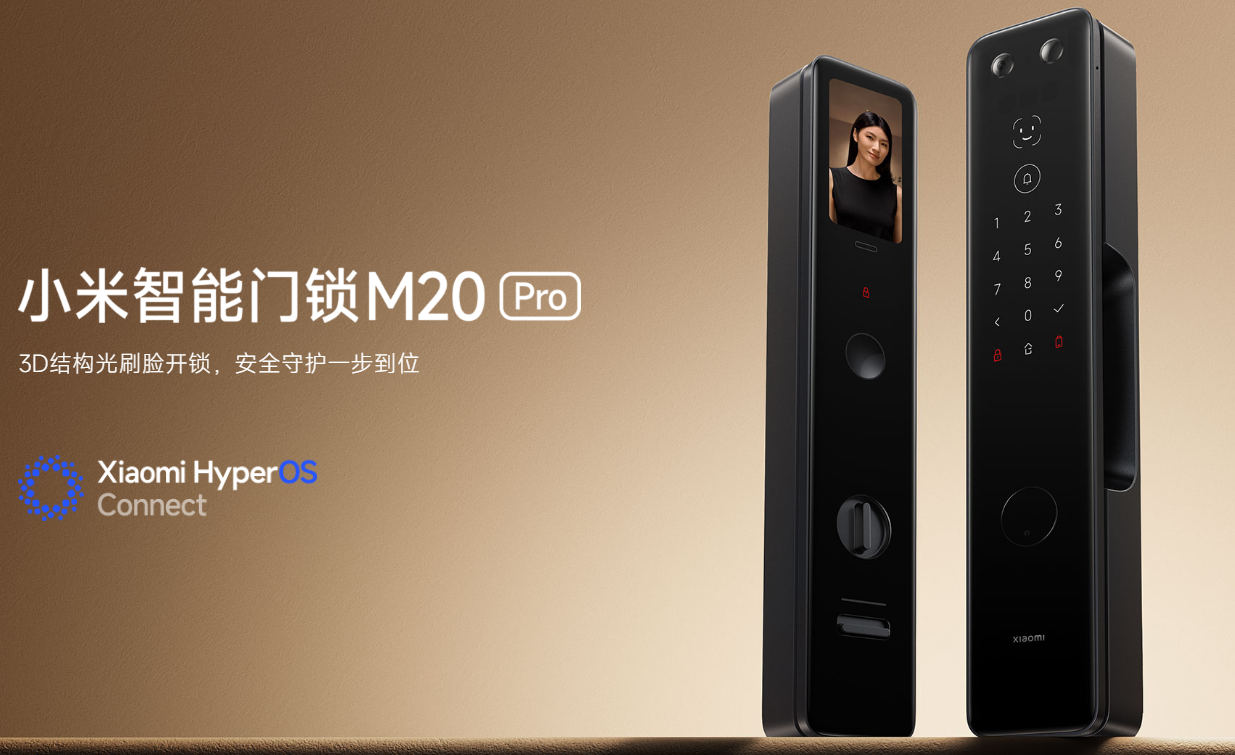 小米智能门锁M20 Pro
3D结构光刷脸开锁，安全守护一步到位
Xiaomi HyperOS
Connect
1 2 3
4 5 6
7 8 9
0
xiaomi